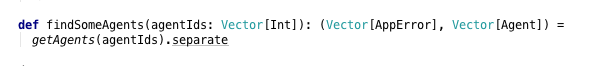 def findSomeAgents(agentIds: Vector[Int]): (Vector[AppError], Vector[Agent]) =
getAgents(agentIds).separate